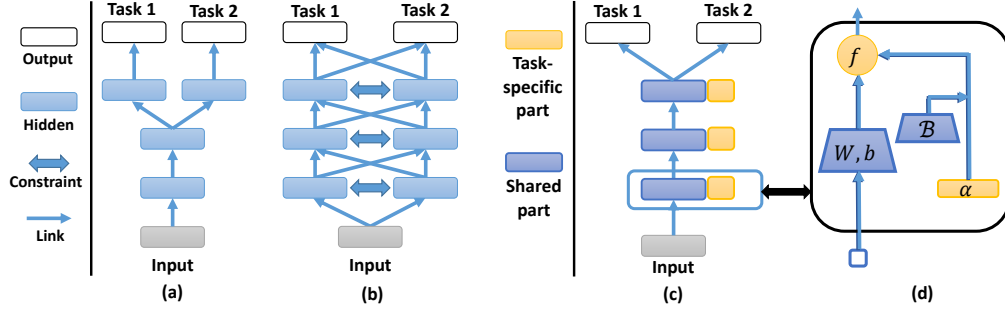 Output
Hidden
Constraint
Link
Task 1
Task 2
Input
(a)
Task 1
Task 2
Input
(b)
Task-
specific
part
Shared
part
Task 1
Task 2
Input
(c)
f
ℬ
W, b
α
(d)